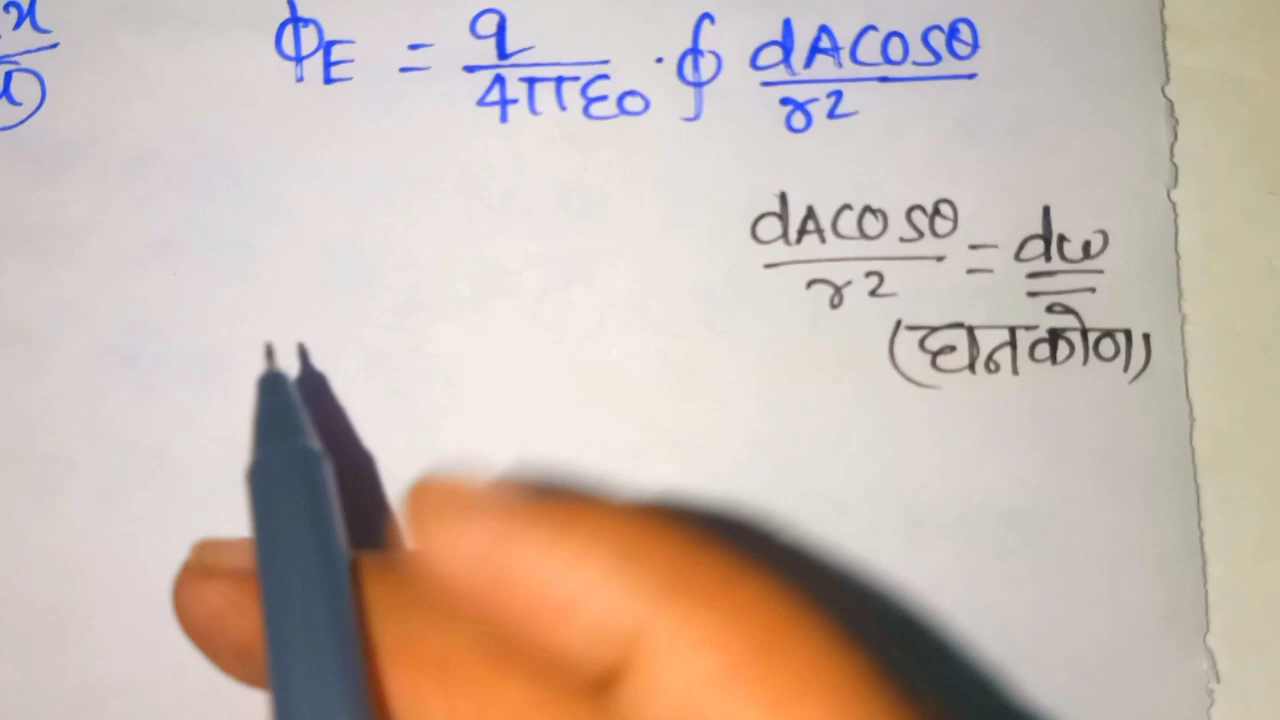 ϕE = q/4πε0 · ∮ dACosθ/r2
dACosθ/r2 = dω
(घनकोण)